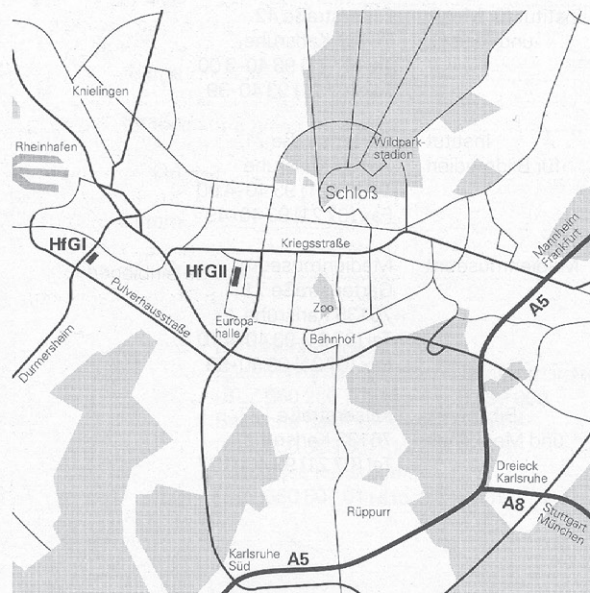 Knielingen
Rheinhafen
Wildpark-
stadion
Schloß
HfGI
Kriegsstraße
Mannheim
Frankfurt
HfGII
A5
Pulverhausstraße
Europa-
halle
Zoo
Bahnhof
Durmersheim
Dreieck
Karlsruhe
A8
Stuttgart
München
Rüppurr
Karlsruhe
Süd
A5